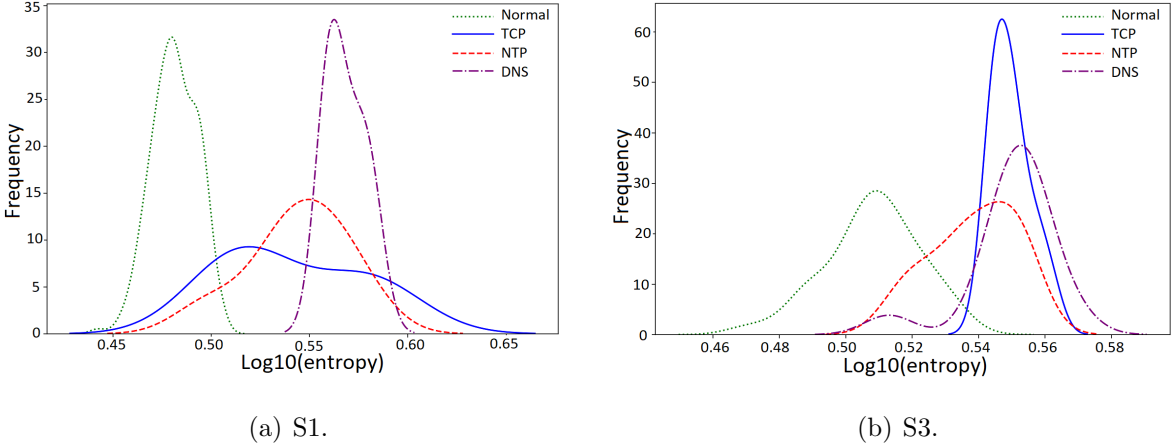 35
30
25
20
15
10
5
0
Frequency
0.45 0.50 0.55 0.60 0.65
Log10(entropy)
Normal
TCP
NTP
DNS
(a) S1.
60
50
40
30
20
10
0
Frequency
0.46 0.48 0.50 0.52 0.54 0.56 0.58
Log10(entropy)
Normal
TCP
NTP
DNS
(b) S3.